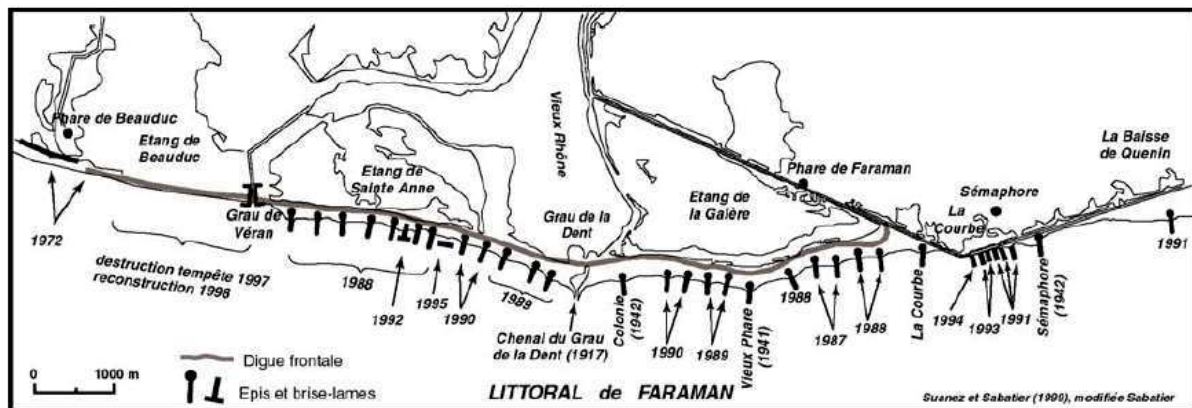 Phare de Beauduc
Etang de
Beauduc
Grau de
Véran
Etang de
Sainte Anne
Vieux Rhône
Grau de la
Dent
Etang de
la Galère
Phare de Faraman
Sémaphore
La
Courbe
La Baisse
de Quenin
1972
destruction tempête 1997
reconstruction 1998
1988
1992
1995
1990
1989
Chenal du Grau
de la Dent (1917)
Colonie
(1942)
1990
1989
Vieux Phare
(1941)
1988
1987
1988
La Courbe
1994
1993
1991
Sémaphore
(1942)
1991
Digue frontale
Epis et brise-lames
0 1000 m
LITTORAL de FARAMAN
Suanez et Sabatier (1999), modifiée Sabatier